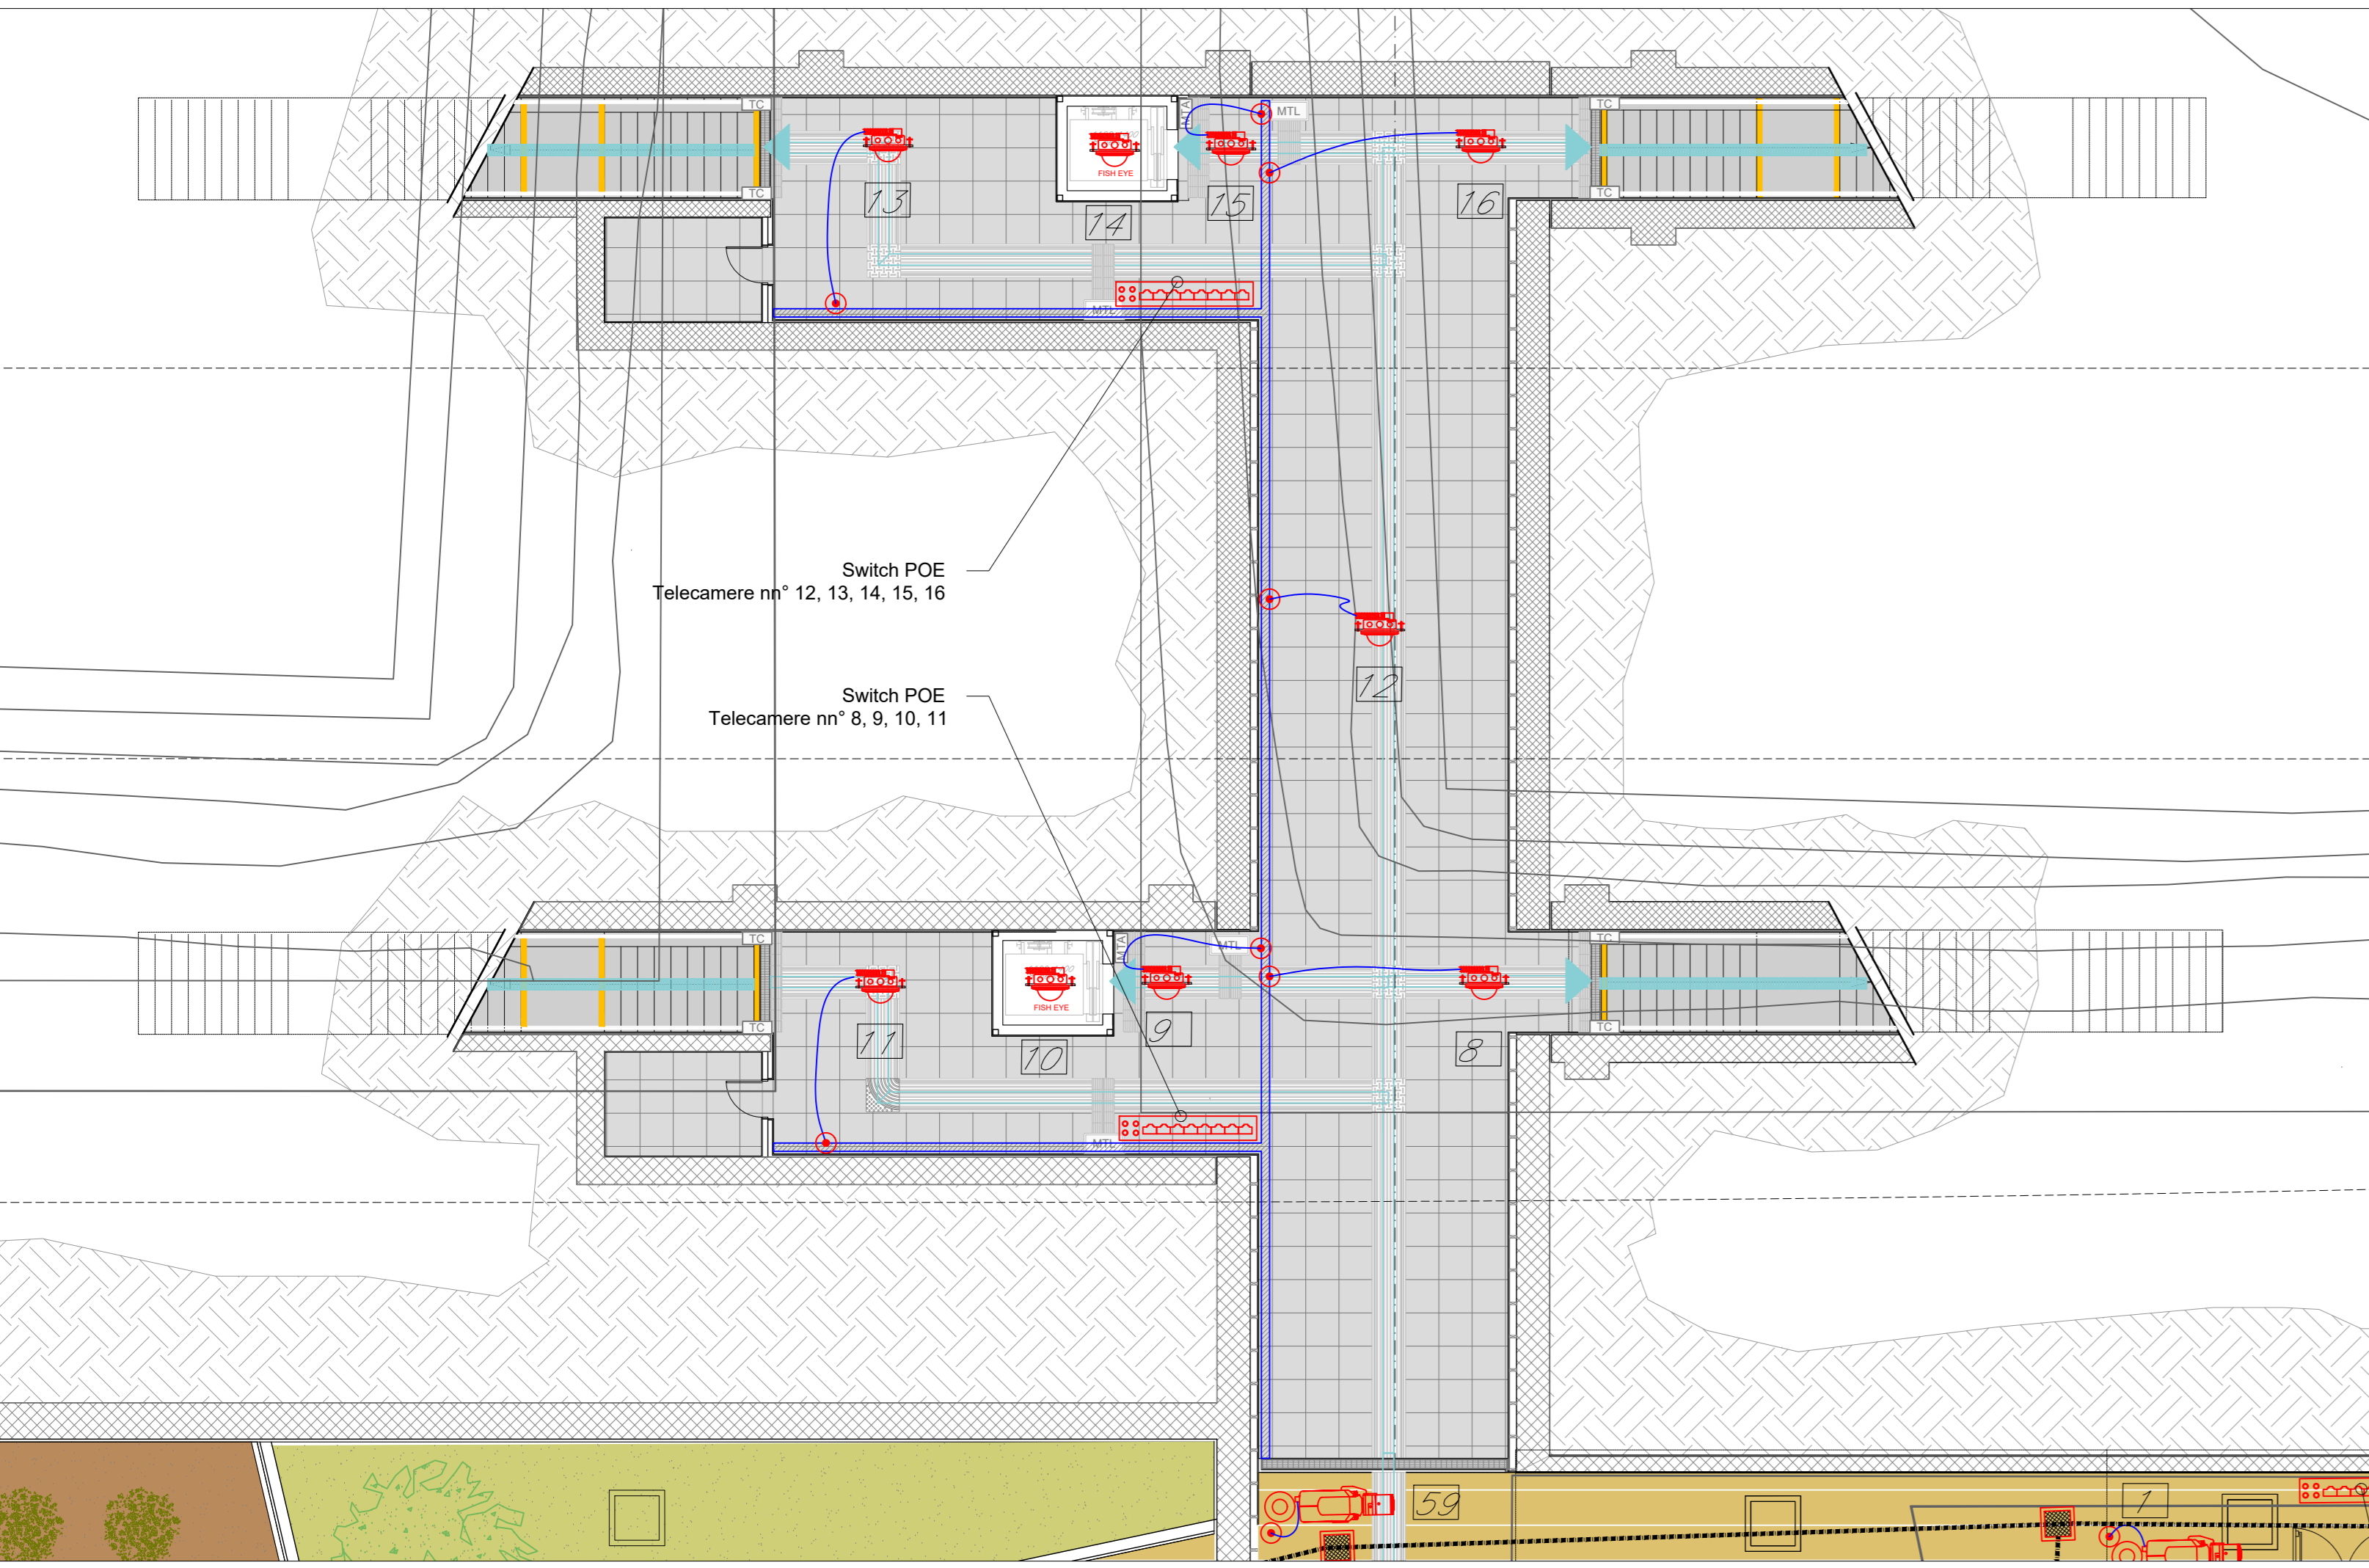 TC
MTA
MTL
TC
FISH EYE
TC
TC
13
14
15
16
MTL
Switch POE
Telecamere nn° 12, 13, 14, 15, 16
12
Switch POE
Telecamere nn° 8, 9, 10, 11
TC
MTA
MTL
TC
FISH EYE
TC
TC
11
10
9
8
MTL
59
1